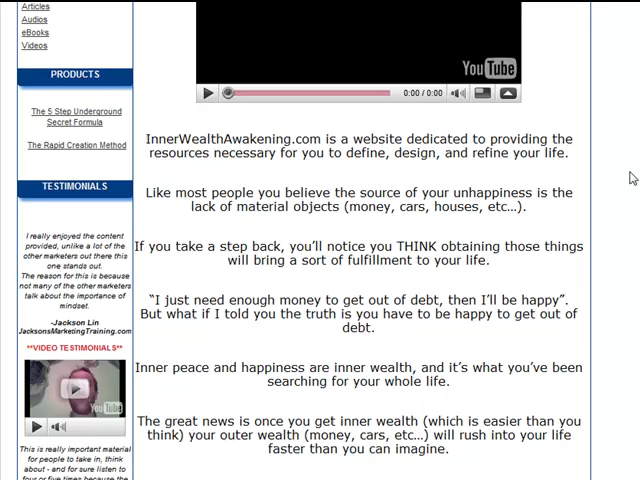 Articles
Audios
eBooks
Videos
PRODUCTS
The 5 Step Underground
Secret Formula
The Rapid Creation Method
TESTIMONIALS
I really enjoyed the content
provided, unlike a lot of the
other marketers out there this
one stands out.
The reason for this is because
not many of the other marketers
talk about the importance of
mindset.
-Jackson Lin
JacksonsMarketingTraining.com
**VIDEO TESTIMONIALS**
YouTube
This is really important material
for people to take in, think
about - and for sure listen to
four or five times because the
YouTube
0:00 / 0:00
InnerWealthAwakening.com is a website dedicated to providing the
resources necessary for you to define, design, and refine your life.
Like most people you believe the source of your unhappiness is the
lack of material objects (money, cars, houses, etc…).
If you take a step back, you’ll notice you THINK obtaining those things
will bring a sort of fulfillment to your life.
“I just need enough money to get out of debt, then I’ll be happy”.
But what if I told you the truth is you have to be happy to get out of
debt.
Inner peace and happiness are inner wealth, and it’s what you’ve been
searching for your whole life.
The great news is once you get inner wealth (which is easier than you
think) your outer wealth (money, cars, etc…) will rush into your life
faster than you can imagine.